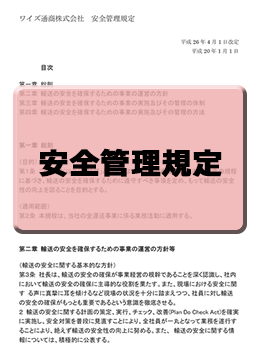 ワイズ通商株式会社　安全管理規定
平成 26 年 4 月 1 日改定
平成 20 年 1 月 1 日
目次
第一章 総則
第二章 輸送の安全を確保するための事業の運営の方針
第三章 輸送の安全を確保するための事業の実施及びその管理の体制
第四章 輸送の安全を確保するための事業の実施及びその管理の方法
安全管理規定
第一章 総則
（目的）
の向上を図ることを目的とする。
（適用範囲）
第2条 本規程は、当社の全運送事業に係る業務活動に適用する。
第二章 輸送の安全を確保するための事業の運営の方針等
（輸送の安全に関する基本的な方針）
第3条 社長は、輸送の安全の確保が事業経営の根幹であることを深く認識し、社内
において輸送の安全の確保に主導的な役割を果たす。また、現場における安全に関
する声に真摯に耳を傾けるなど現場の状況を十分に踏まえつつ、社員に対し輸送
の安全の確保がもっとも重要であるという意識を徹底させる。
2 輸送の安全に関する計画の策定、実行、チェック、改善(Plan Do Check Act)を確実
に実施し、安全対策を普段に見直すことにより、全社員が一丸となって業務を遂行す
ることにより、絶えず輸送の安全性の向上に努める。また、輸送の安全に関する情
報については、積極的に公表する。